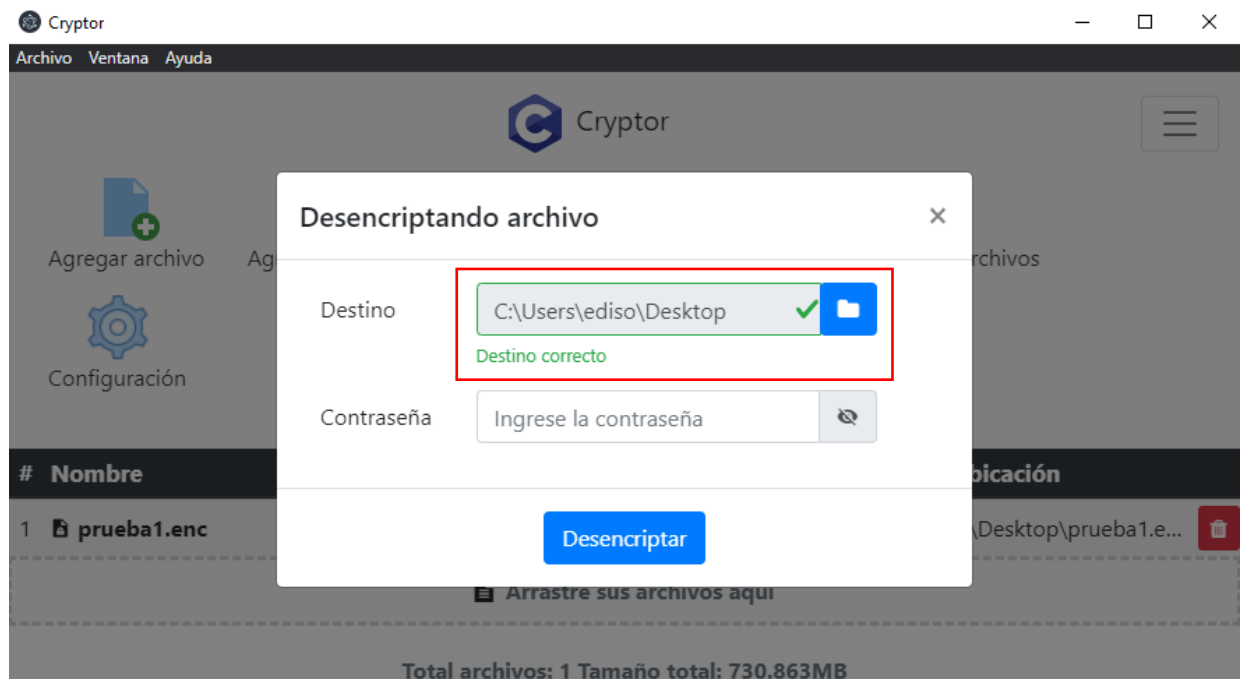 Cryptor
Archivo Ventana Ayuda
Cryptor
Agregar archivo
Ag
rchivos
Configuración
Desencriptando archivo
Destino
C:\Users\ediso\Desktop
Destino correcto
Contraseña
Ingrese la contraseña
Desencriptar
# Nombre
bicación
1 prueba1.enc
\Desktop\prueba1.e...
Arrastre sus archivos aquí
Total archivos: 1 Tamaño total: 730.863MB